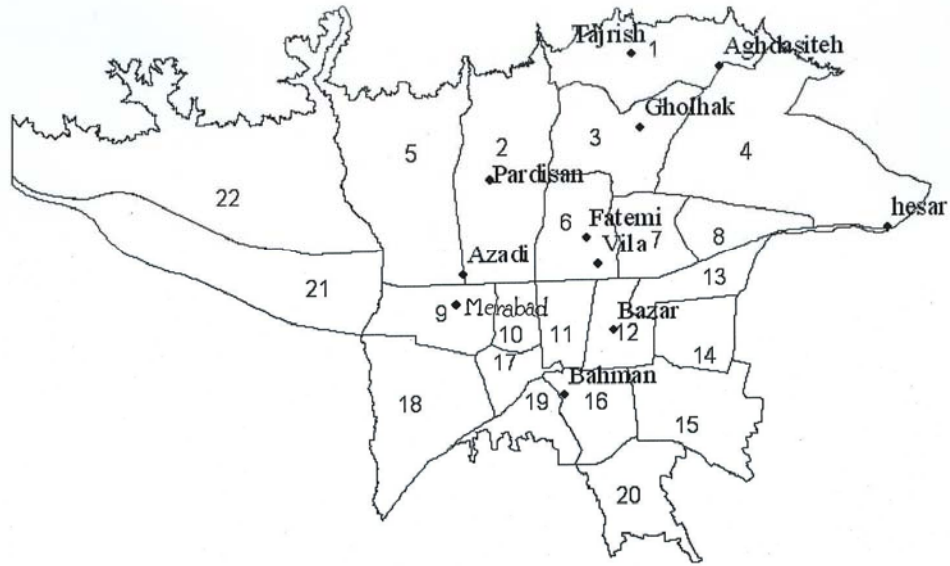 Tajrish
1
Aghdasiteh
Gholhak
3
4
5
2
Pardisan
22
hesar
6
Fatemi
Vila
7
8
Azadi
13
21
9
Merabad
10
11
Bazar
12
14
17
Bahman
18
19
16
15
20